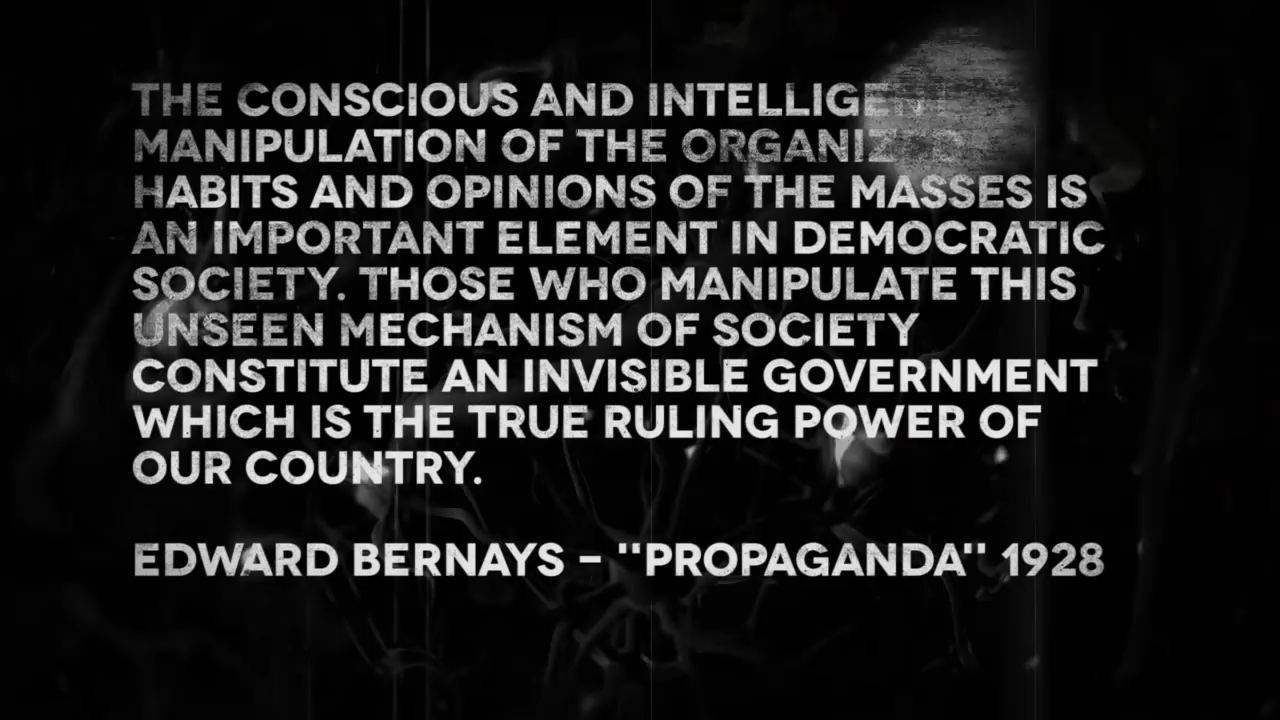 THE CONSCIOUS AND INTELLIGENT
MANIPULATION OF THE ORGANIZED
HABITS AND OPINIONS OF THE MASSES IS
AN IMPORTANT ELEMENT IN DEMOCRATIC
SOCIETY. THOSE WHO MANIPULATE THIS
UNSEEN MECHANISM OF SOCIETY
CONSTITUTE AN INVISIBLE GOVERNMENT
WHICH IS THE TRUE RULING POWER OF
OUR COUNTRY.
EDWARD BERNAYS – "PROPAGANDA" 1928